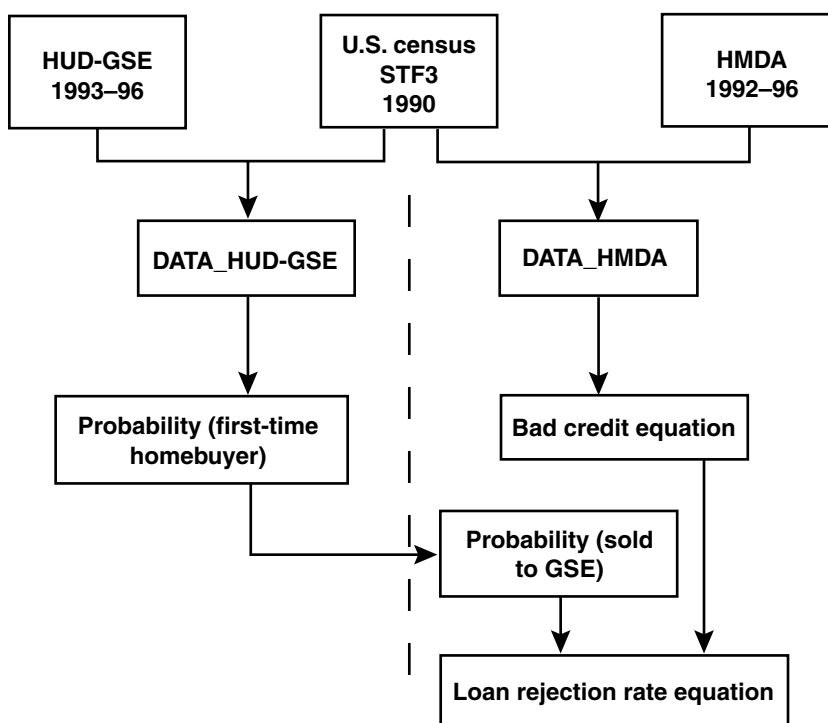 HUD-GSE
1993–96
U.S. census
STF3
1990
HMDA
1992–96
DATA_HUD-GSE
DATA_HMDA
Probability (first-time
homebuyer)
Bad credit equation
Probability (sold
to GSE)
Loan rejection rate equation